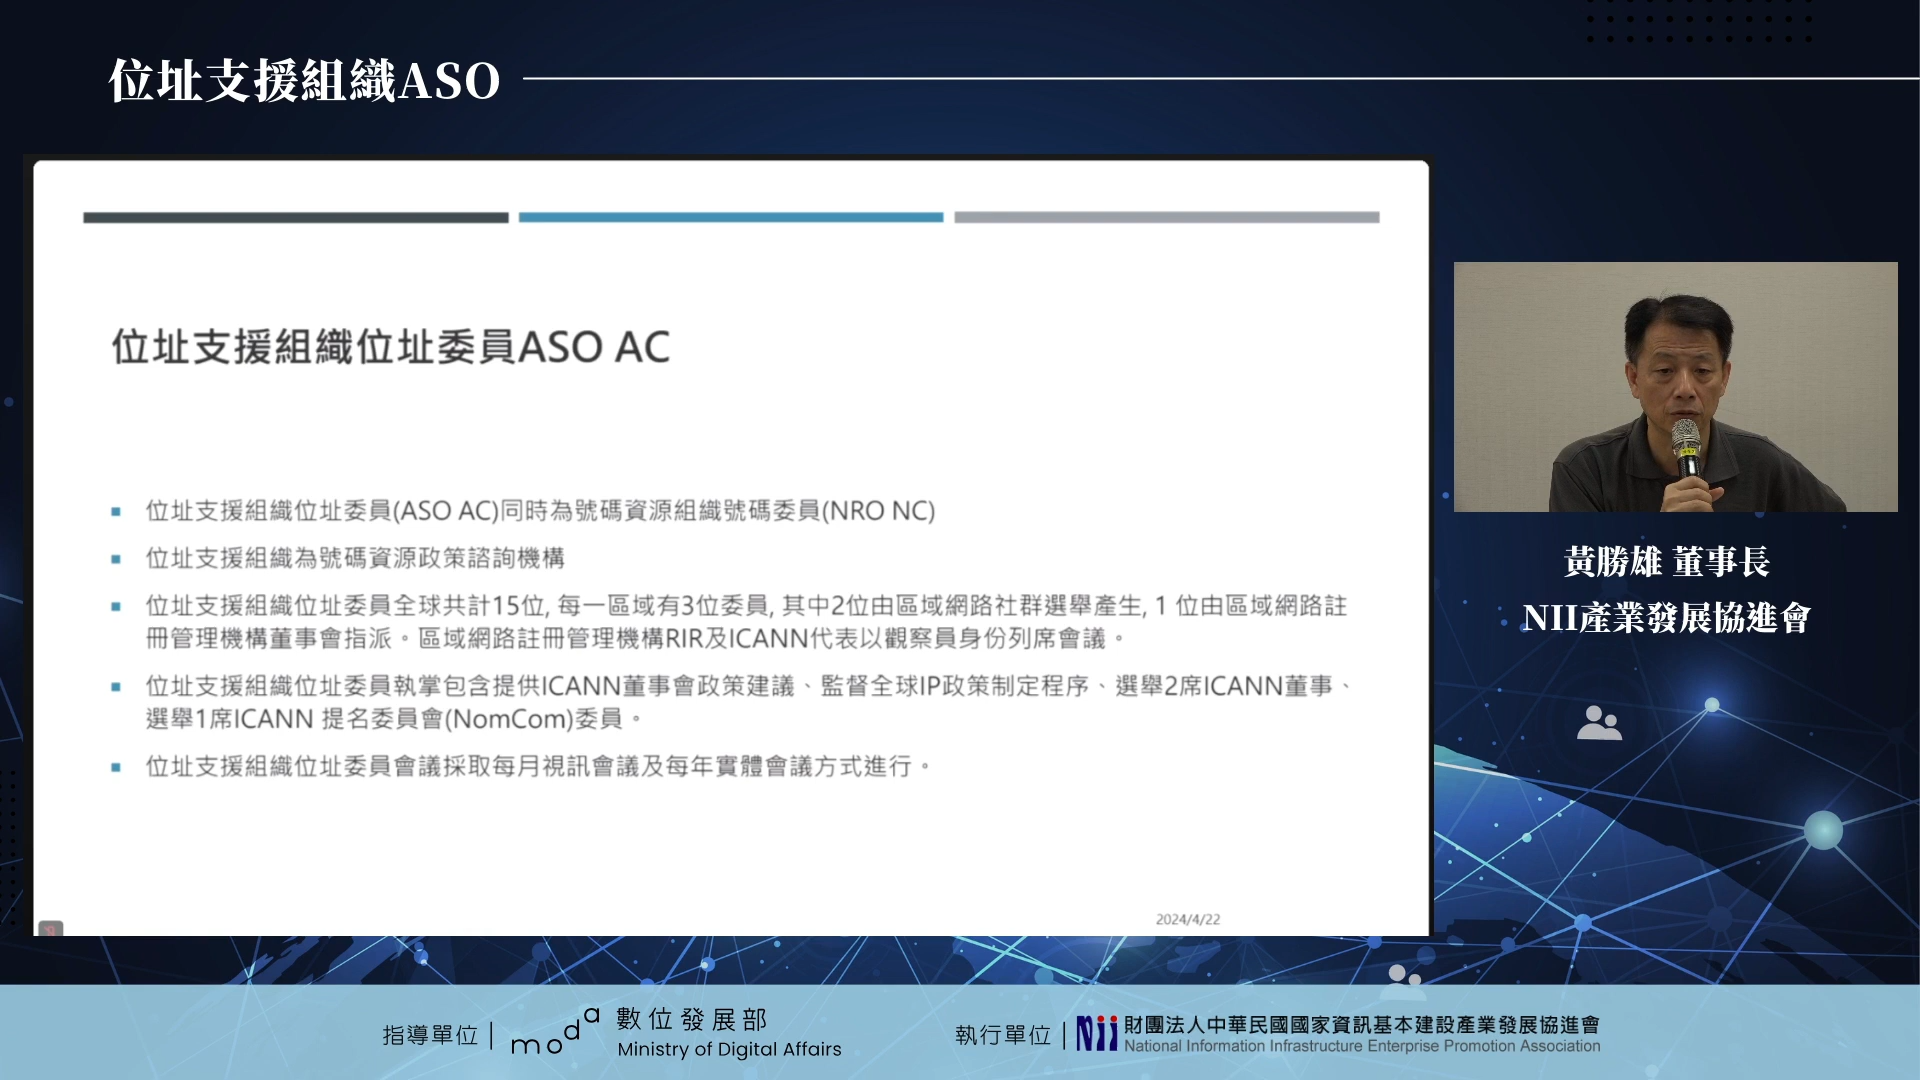 位址支援組織ASO
位址支援組織位址委員ASO AC
位址支援組織位址委員(ASO AC)同時為號碼資源組織號碼委員(NRO NC)
位址支援組織為號碼資源政策諮詢機構
位址支援組織位址委員全球共計15位, 每一區域有3位委員, 其中2位由區域網路社群選舉產生, 1 位由區域網路註
冊管理機構董事會指派。區域網路註冊管理機構RIR及ICANN代表以觀察員身份列席會議。
位址支援組織位址委員執掌包含提供ICANN董事會政策建議、監督全球IP政策制定程序、選舉2席ICANN董事、
選舉1席ICANN 提名委員會(NomCom)委員。
位址支援組織位址委員會議採取每月視訊會議及每年實體會議方式進行。
2024/4/22
黃勝雄 董事長
NII產業發展協進會
指導單位
moda
數位發展部
Ministry of Digital Affairs
執行單位
Nii
財團法人中華民國國家資訊基本建設產業發展協進會
National Information Infrastructure Enterprise Promotion Association